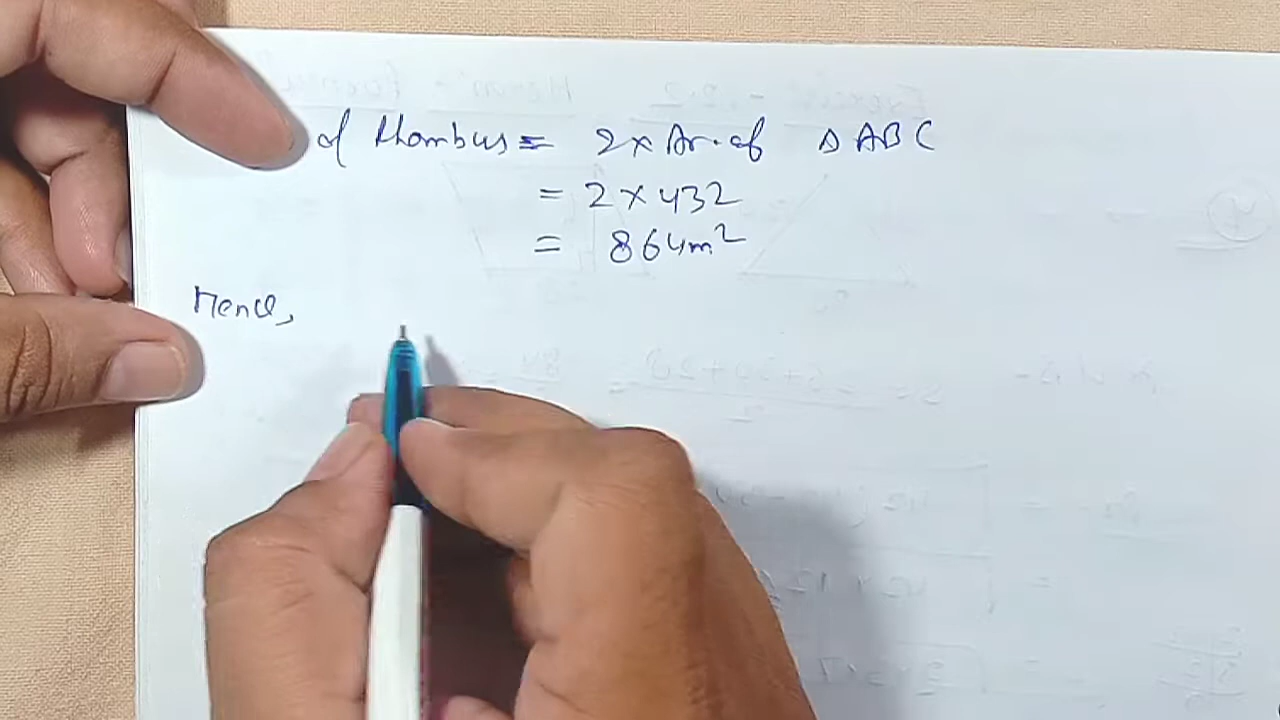 of Rhombus = 2 × Ar. of Δ ABC
= 2 × 432
= 864m²
Hence,